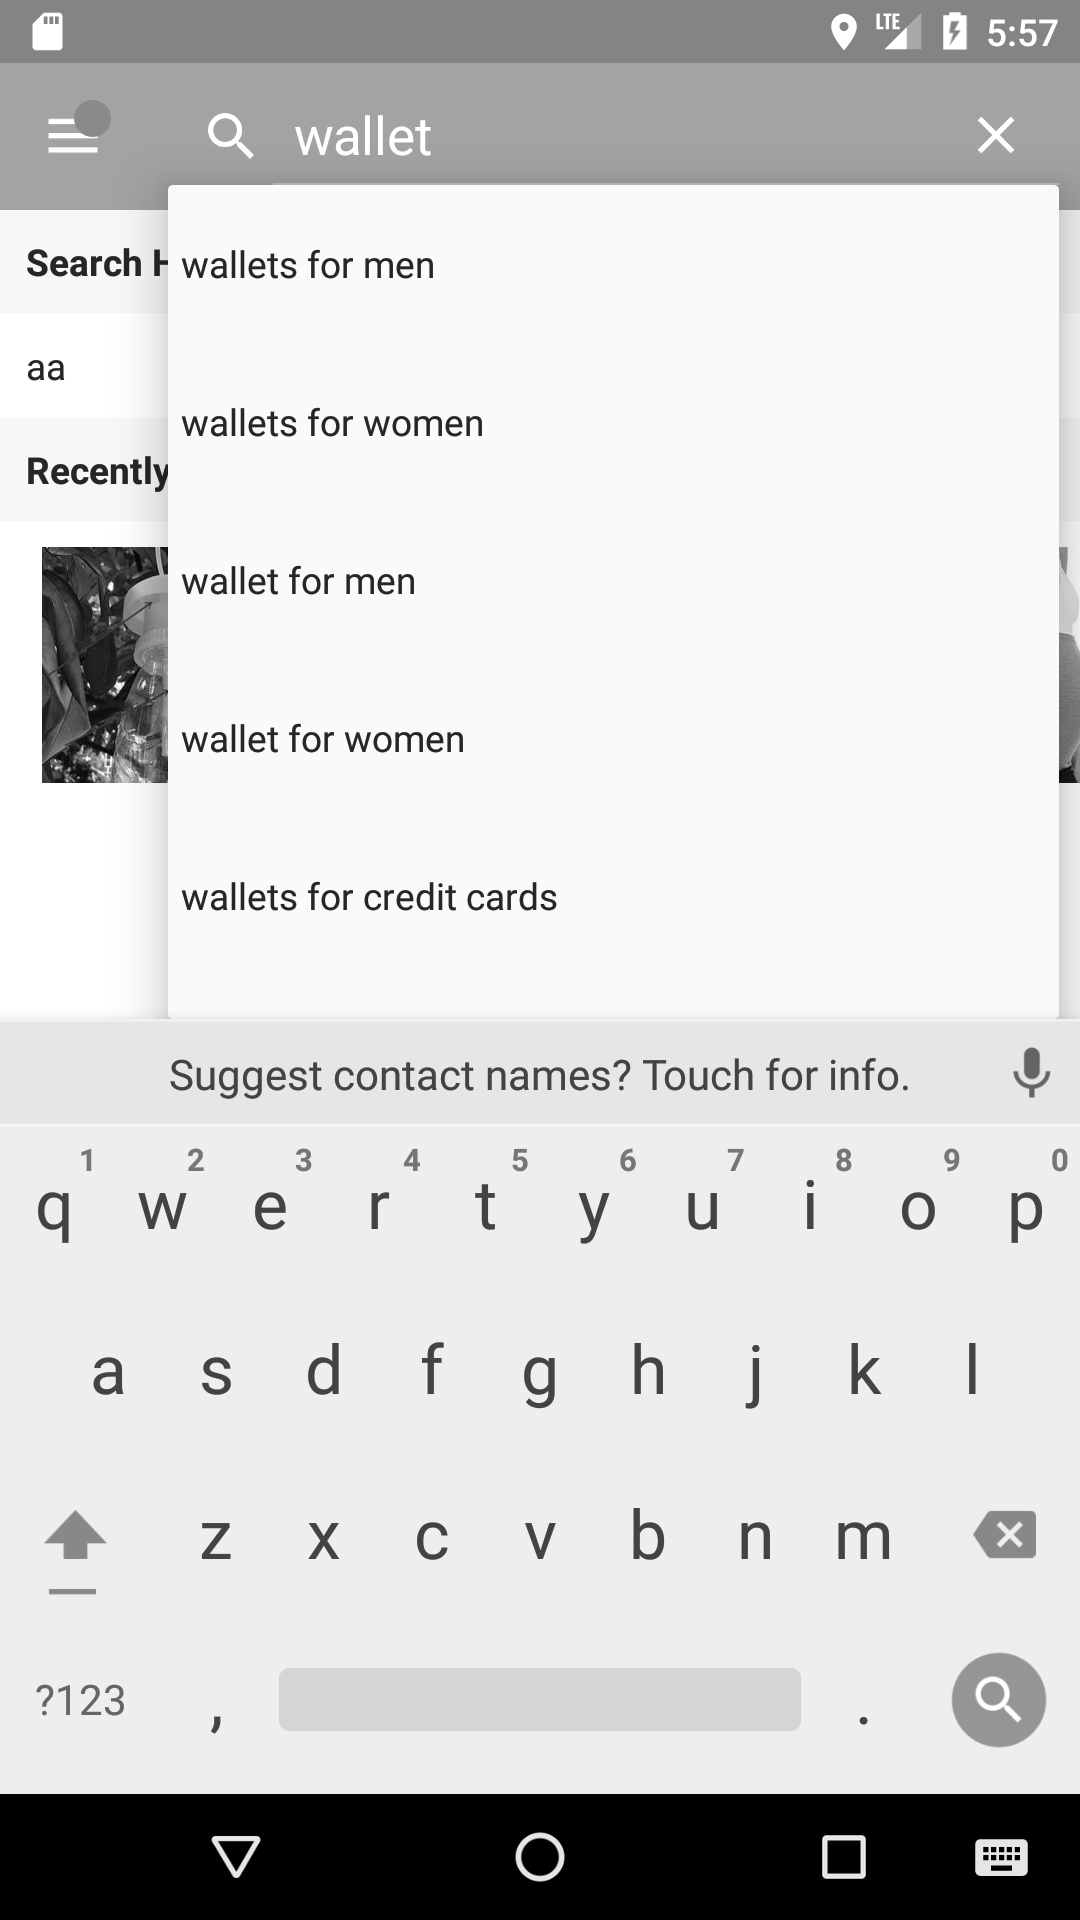 LTE 5:57
wallet
Search H
wallets for men
aa
wallets for women
Recently
wallet for men
wallet for women
wallets for credit cards
Suggest contact names? Touch for info.
1 2 3 4 5 6 7 8 9 0
q w e r t y u i o p
a s d f g h j k l
z x c v b n m
?123 , .